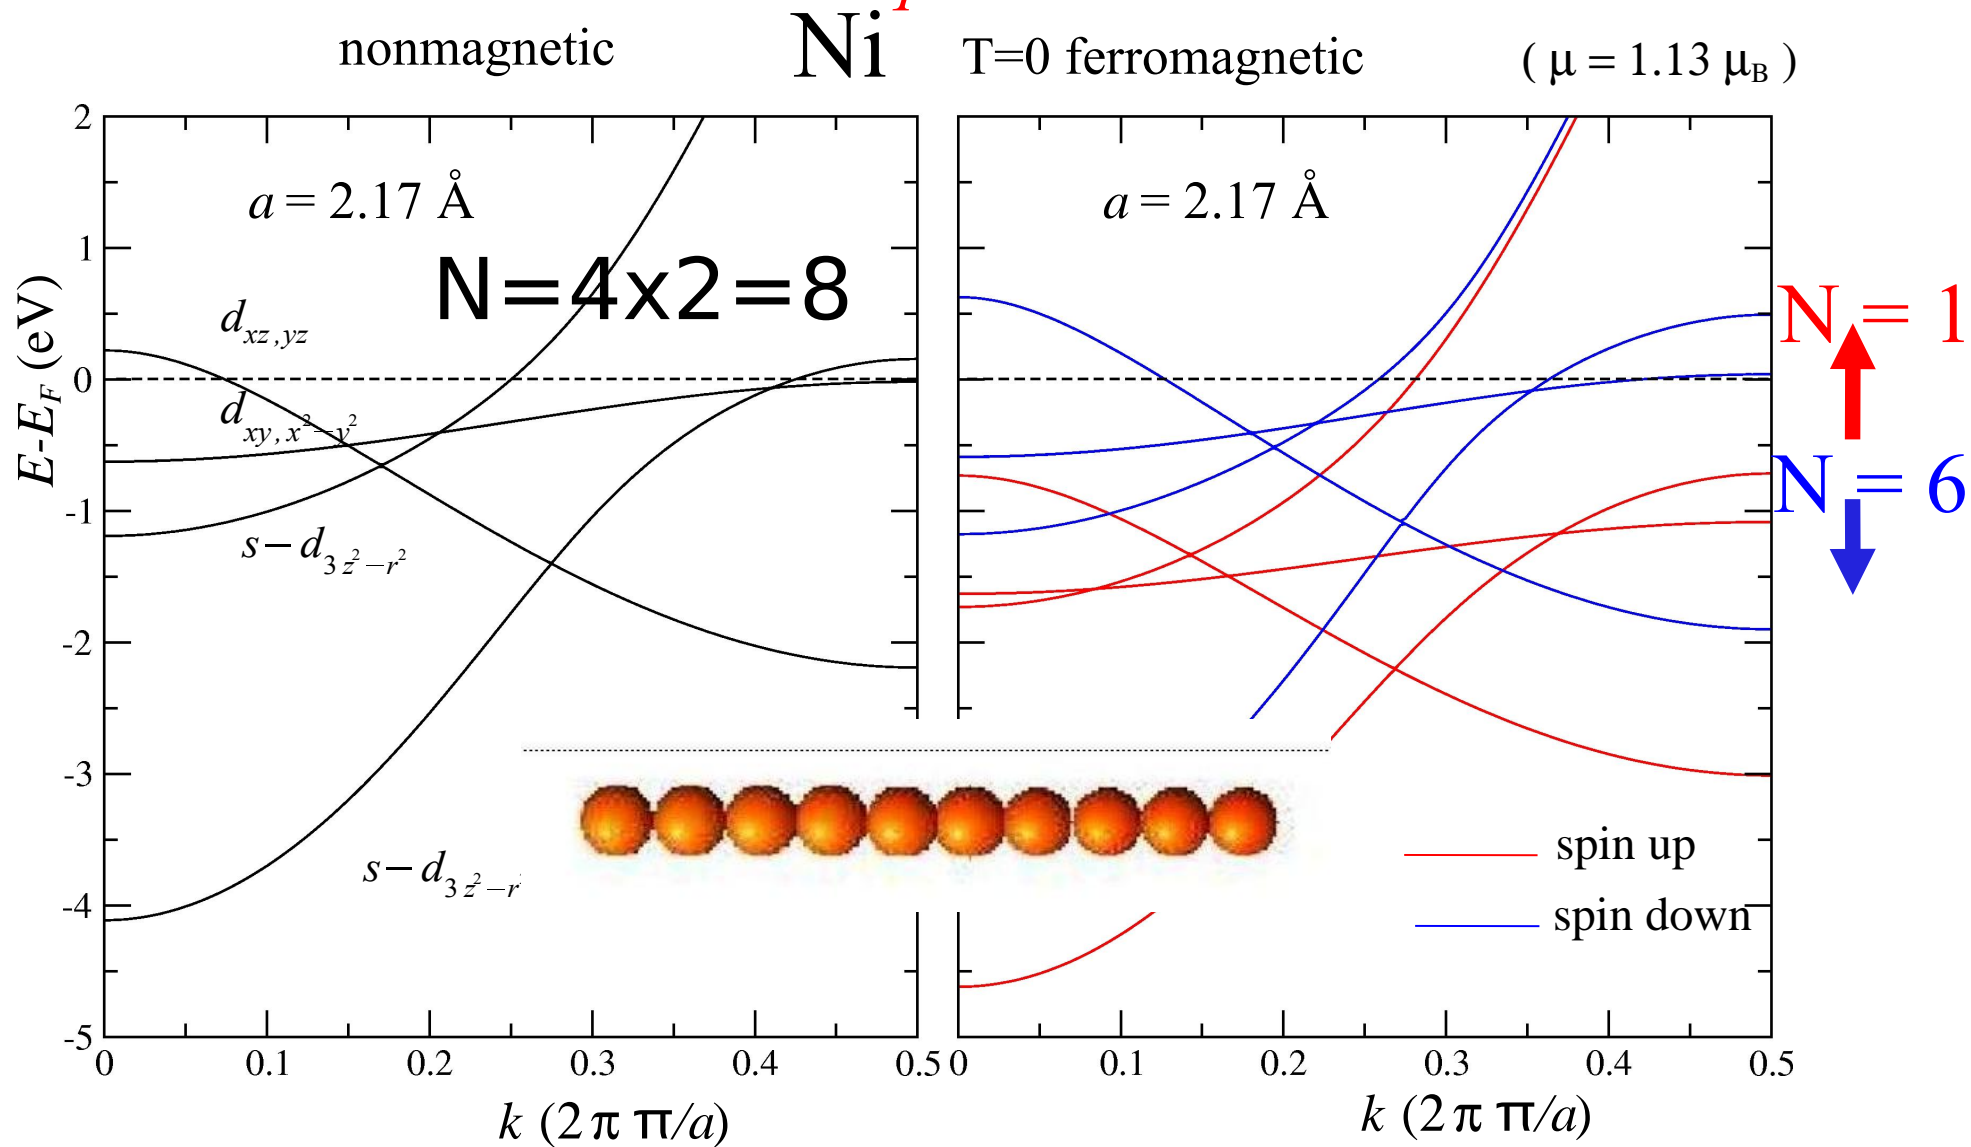 nonmagnetic
Ni
T=0 ferromagnetic
( μ = 1.13 μB )
E-EF (eV)
2
1
0
-1
-2
-3
-4
-5
a = 2.17 Å
N=4x2=8
dxz,yz
dxy, x²−y²
s−d3z²−r²
s−d3z²−r
0
0.1
0.2
0.3
0.4
0.5
k (2π π/a)
a = 2.17 Å
N = 1
N = 6
spin up
spin down
0
0.1
0.2
0.3
0.4
0.5
k (2π π/a)